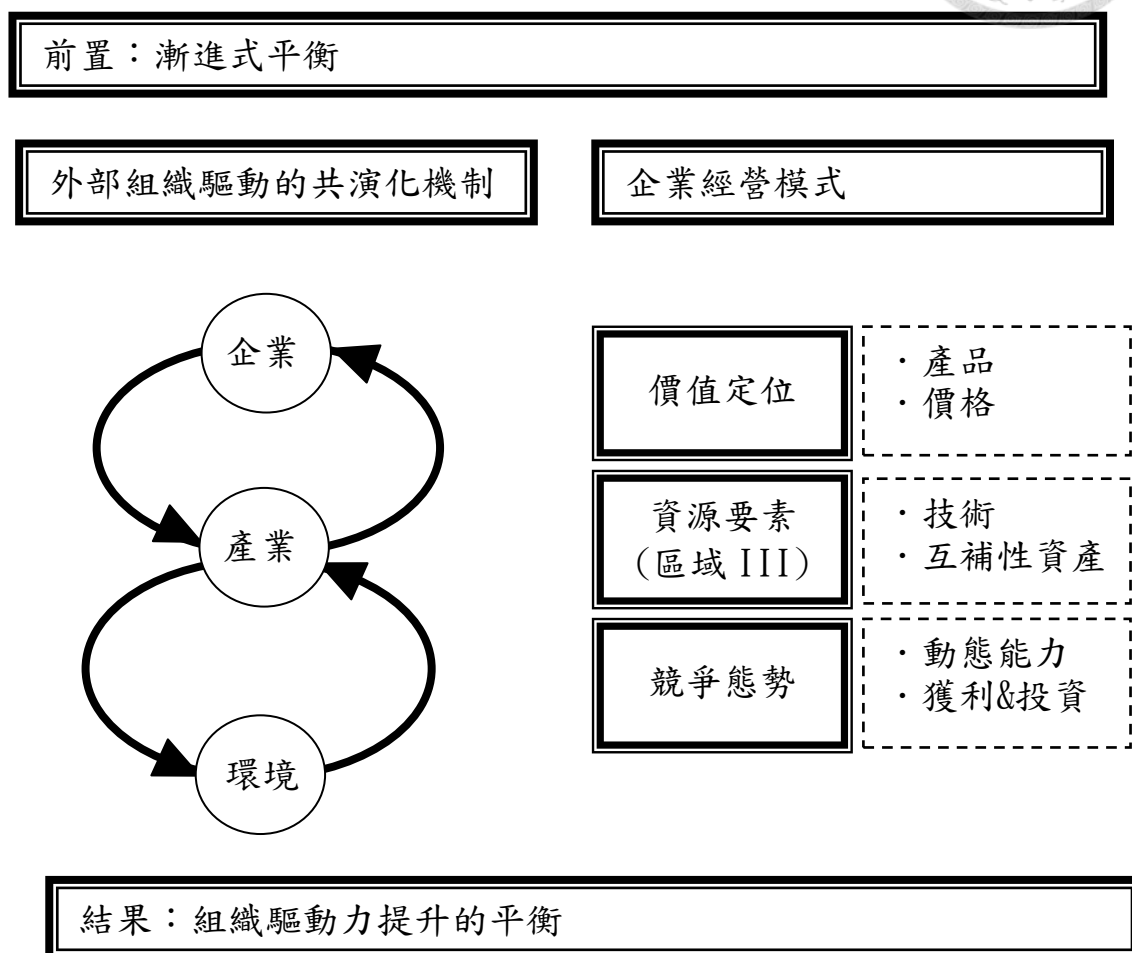 前置：漸進式平衡
外部組織驅動的共演化機制
企業經營模式
企業
產業
環境
價值定位
·產品
·價格
資源要素
(區域 III)
·技術
·互補性資產
競爭態勢
·動態能力
·獲利&投資
結果：組織驅動力提升的平衡